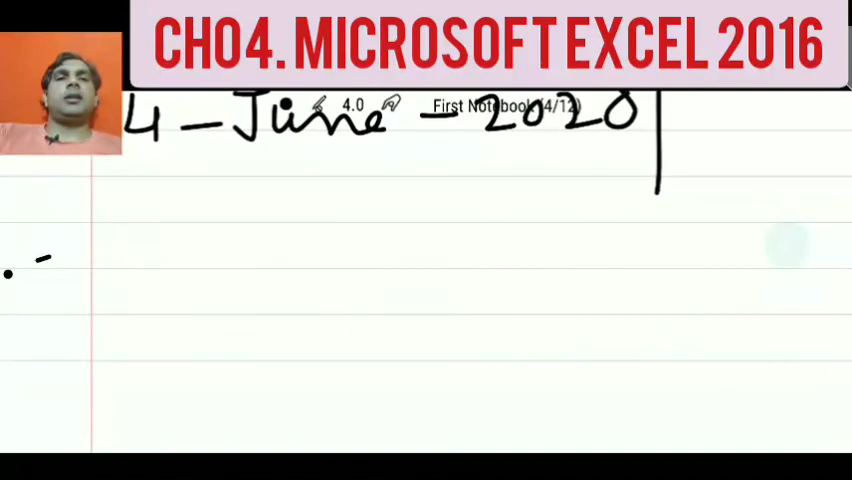 CH04. MICROSOFT EXCEL 2016
4.0 First Notebook (4/12)
4 - June - 2020